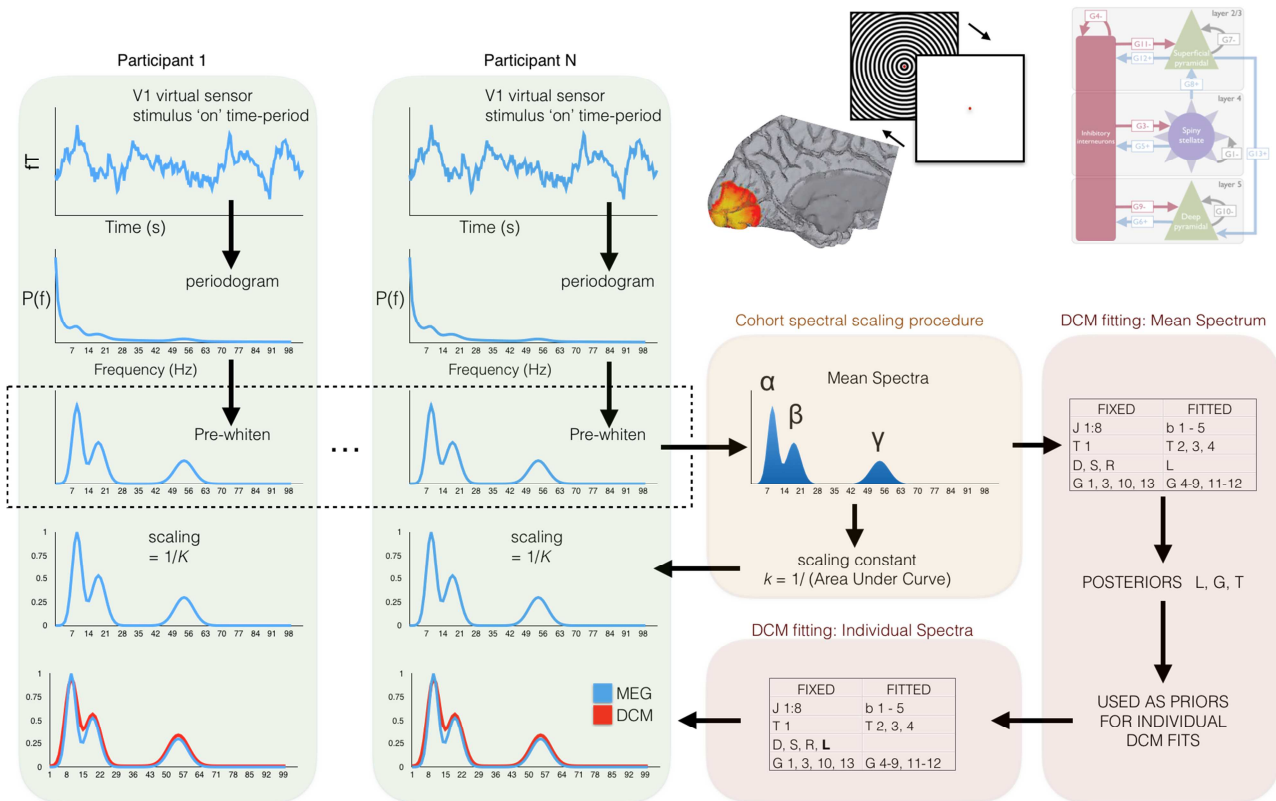 Participant 1
V1 virtual sensor
stimulus ‘on’ time-period
fT
Time (s)
periodogram
P(f)
7 14 21 28 35 42 49 56 63 70 77 84 91 98
Frequency (Hz)
Pre-whiten
7 14 21 28 35 42 49 56 63 70 77 84 91 98
scaling
= 1/K
1
0.75
0.5
0.25
0
7 14 21 28 35 42 49 56 63 70 77 84 91 98
1
0.75
0.5
0.25
0
1 8 15 22 29 36 43 50 57 64 71 78 85 92 99
...
Participant N
V1 virtual sensor
stimulus ‘on’ time-period
Time (s)
periodogram
P(f)
7 14 21 28 35 42 49 56 63 70 77 84 91 98
Frequency (Hz)
Pre-whiten
7 14 21 28 35 42 49 56 63 70 77 84 91 98
scaling
= 1/K
1
0.75
0.5
0.25
0
7 14 21 28 35 42 49 56 63 70 77 84 91 98
MEG
DCM
1
0.75
0.5
0.25
0
1 8 15 22 29 36 43 50 57 64 71 78 85 92 99
layer 2/3
G4-
G7-
G11-
G12+
Superficial
pyramidal
G8+
layer 4
Inhibitory
interneurons
G3-
G5+
Spiny
stellate
G1-
G13+
layer 5
G9-
G6+
Deep
pyramidal
G10-
Cohort spectral scaling procedure
Mean Spectra
α
β
γ
7 14 21 28 35 42 49 56 63 70 77 84 91 98
scaling constant
k = 1/ (Area Under Curve)
DCM fitting: Mean Spectrum
FIXED FITTED
J 1:8 b 1 - 5
T 1 T 2, 3, 4
D, S, R L
G 1, 3, 10, 13 G 4-9, 11-12
POSTERIORS L, G, T
USED AS PRIORS
FOR INDIVIDUAL
DCM FITS
DCM fitting: Individual Spectra
FIXED FITTED
J 1:8 b 1 - 5
T 1 T 2, 3, 4
D, S, R, L
G 1, 3, 10, 13 G 4-9, 11-12